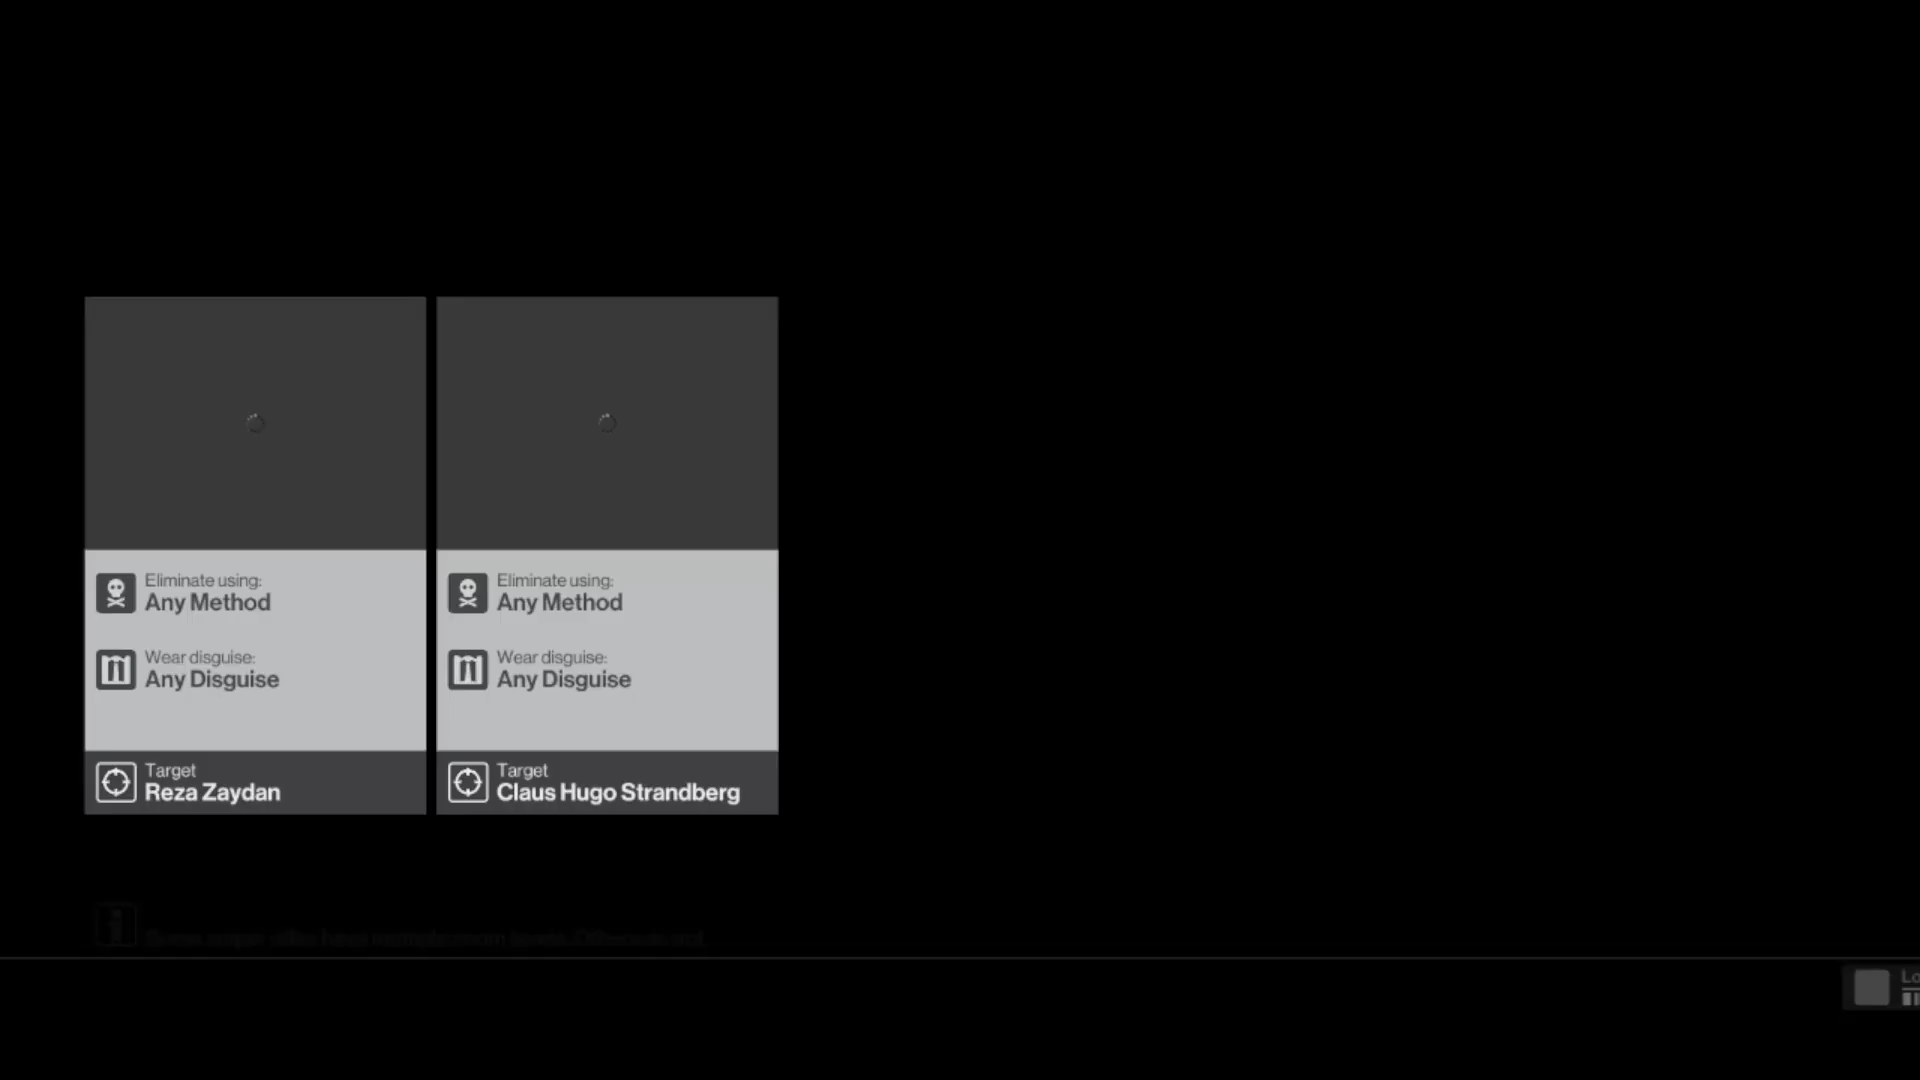 Eliminate using:
Any Method
Wear disguise:
Any Disguise
Target
Reza Zaydan
Eliminate using:
Any Method
Wear disguise:
Any Disguise
Target
Claus Hugo Strandberg